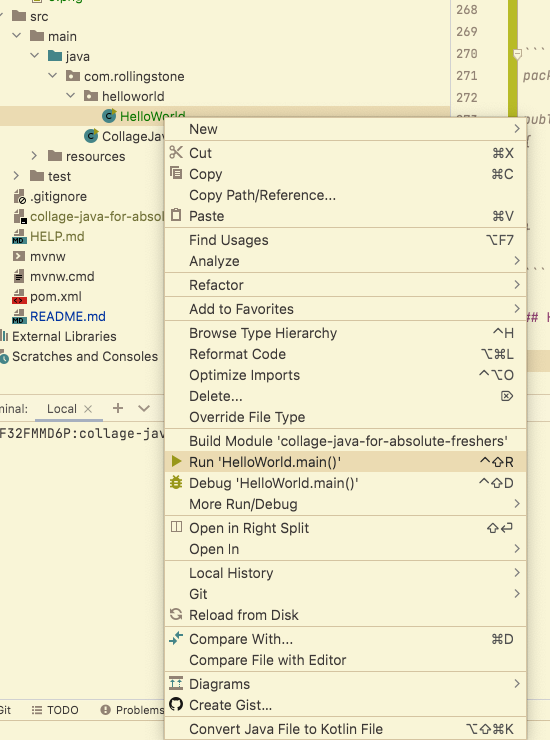 src
main
java
com.rollingstone
helloworld
HelloWorld
CollageJav
resources
test
.gitignore
collage-java-for-absol
HELP.md
mvnw
mvnw.cmd
pom.xml
README.md
External Libraries
Scratches and Consoles
minal: Local × + 
F32FMMD6P:collage-jav
268
269
270
271
272
```
pack
publ
{
}
```
## H
New
Cut ⌘X
Copy ⌘C
Copy Path/Reference...
Paste ⌘V
Find Usages ⌥F7
Analyze
Refactor
Add to Favorites
Browse Type Hierarchy ^H
Reformat Code ⌥⌘L
Optimize Imports ^⌥O
Delete... ⌦
Override File Type
Build Module 'collage-java-for-absolute-freshers'
Run 'HelloWorld.main()' ^⇧R
Debug 'HelloWorld.main()' ^⇧D
More Run/Debug
Open in Right Split ⇧⏎
Open In
Local History
Git
Reload from Disk
Compare With... ⌘D
Compare File with Editor
Diagrams
Create Gist...
Convert Java File to Kotlin File ⌥⇧⌘K
Git TODO Problems